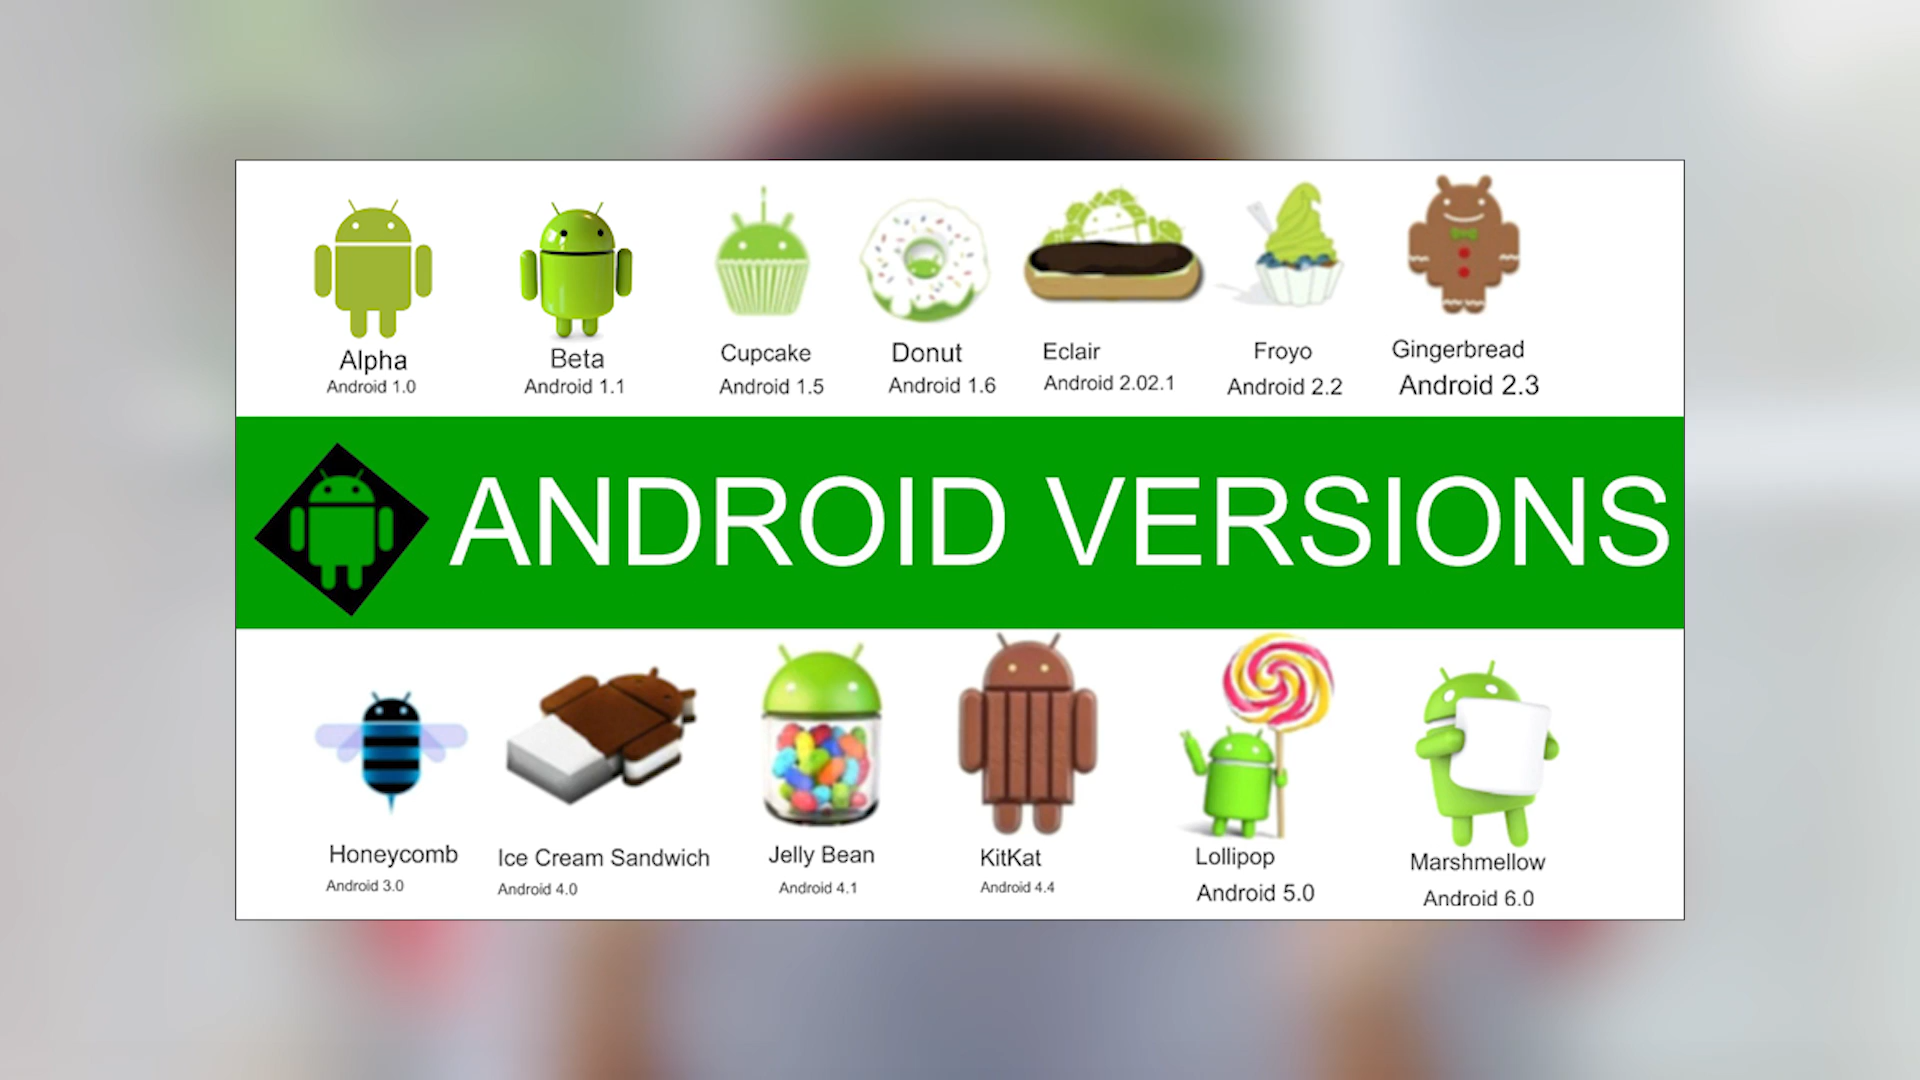 Alpha
Android 1.0
Beta
Android 1.1
Cupcake
Android 1.5
Donut
Android 1.6
Eclair
Android 2.02.1
Froyo
Android 2.2
Gingerbread
Android 2.3
ANDROID VERSIONS
Honeycomb
Android 3.0
Ice Cream Sandwich
Android 4.0
Jelly Bean
Android 4.1
KitKat
Android 4.4
Lollipop
Android 5.0
Marshmellow
Android 6.0